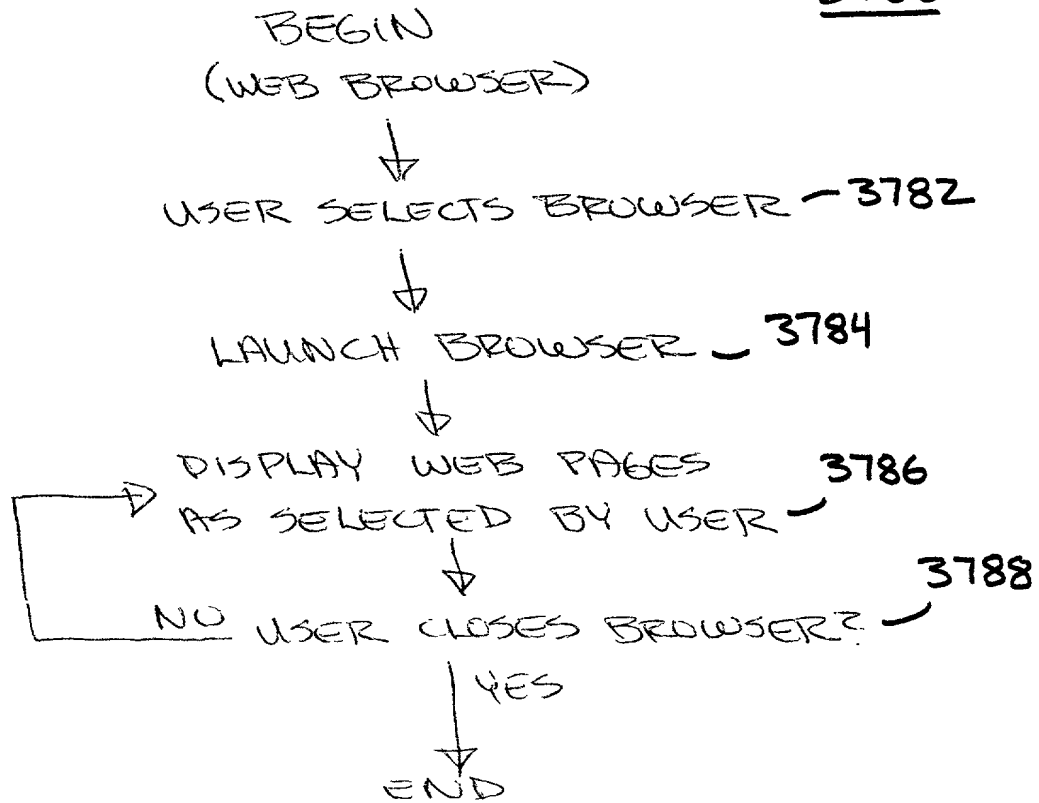 BEGIN
(WEB BROWSER)
USER SELECTS BROWSER 3782
LAUNCH BROWSER 3784
DISPLAY WEB PAGES
AS SELECTED BY USER 3786
NO USER CLOSES BROWSER? 3788
YES
END